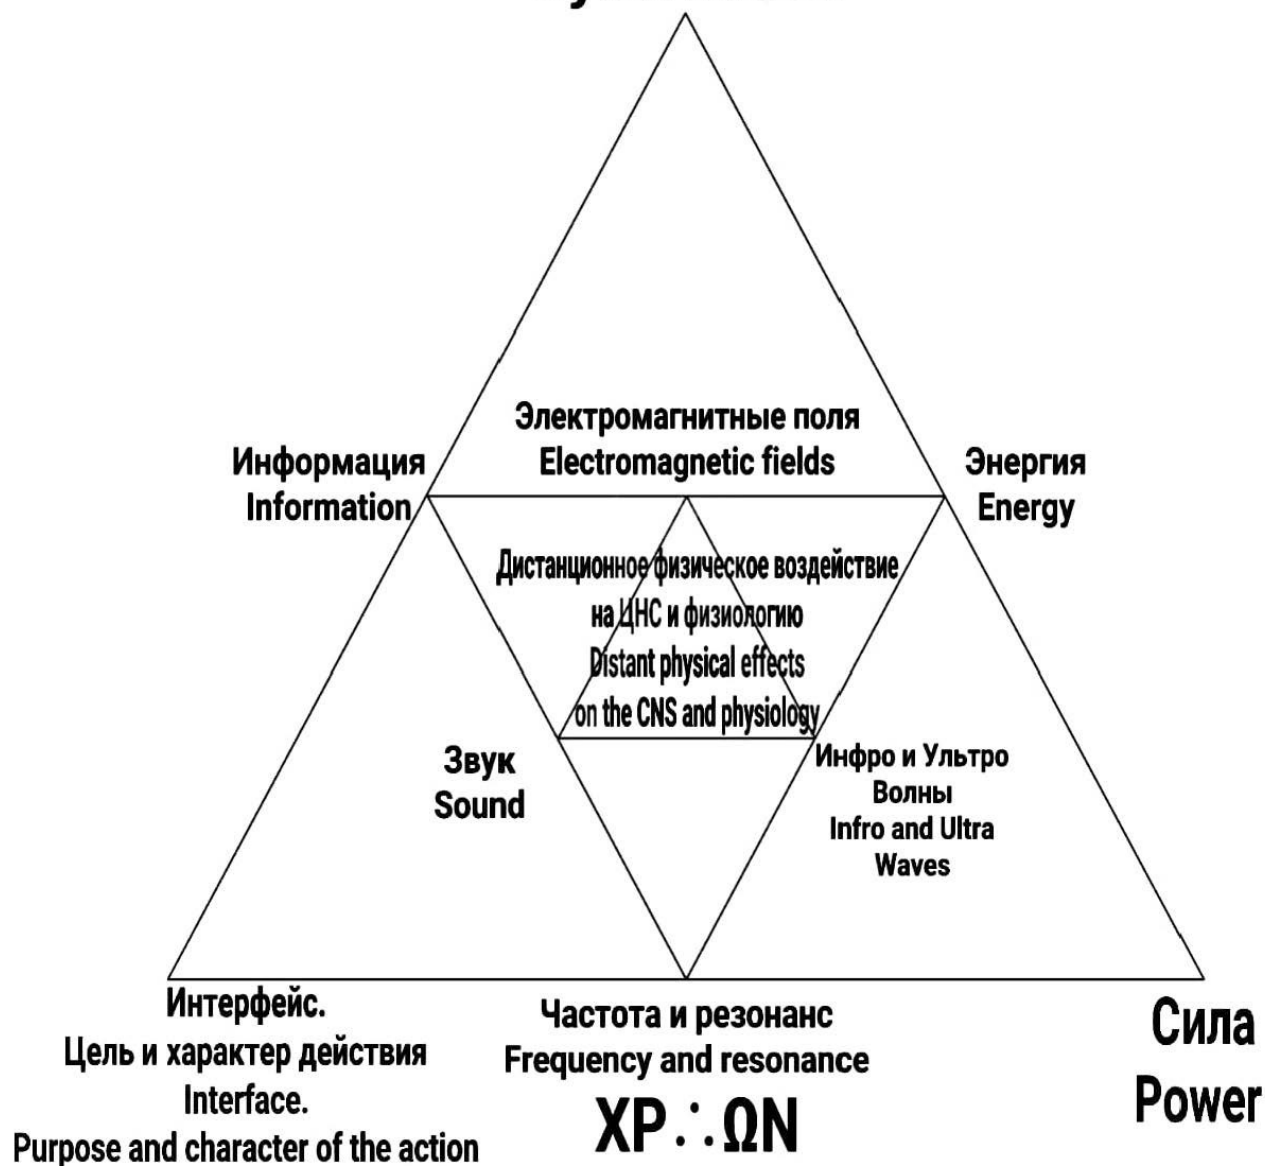 Электромагнитные поля
Electromagnetic fields
Информация
Information
Энергия
Energy
Дистанционное физическое воздействие
на ЦНС и физиологию
Distant physical effects
on the CNS and physiology
Звук
Sound
Инфро и Ультро
Волны
Infro and Ultra
Waves
Интерфейс.
Цель и характер действия
Interface.
Purpose and character of the action
Частота и резонанс
Frequency and resonance
ΧΡ∴ΩN
Сила
Power